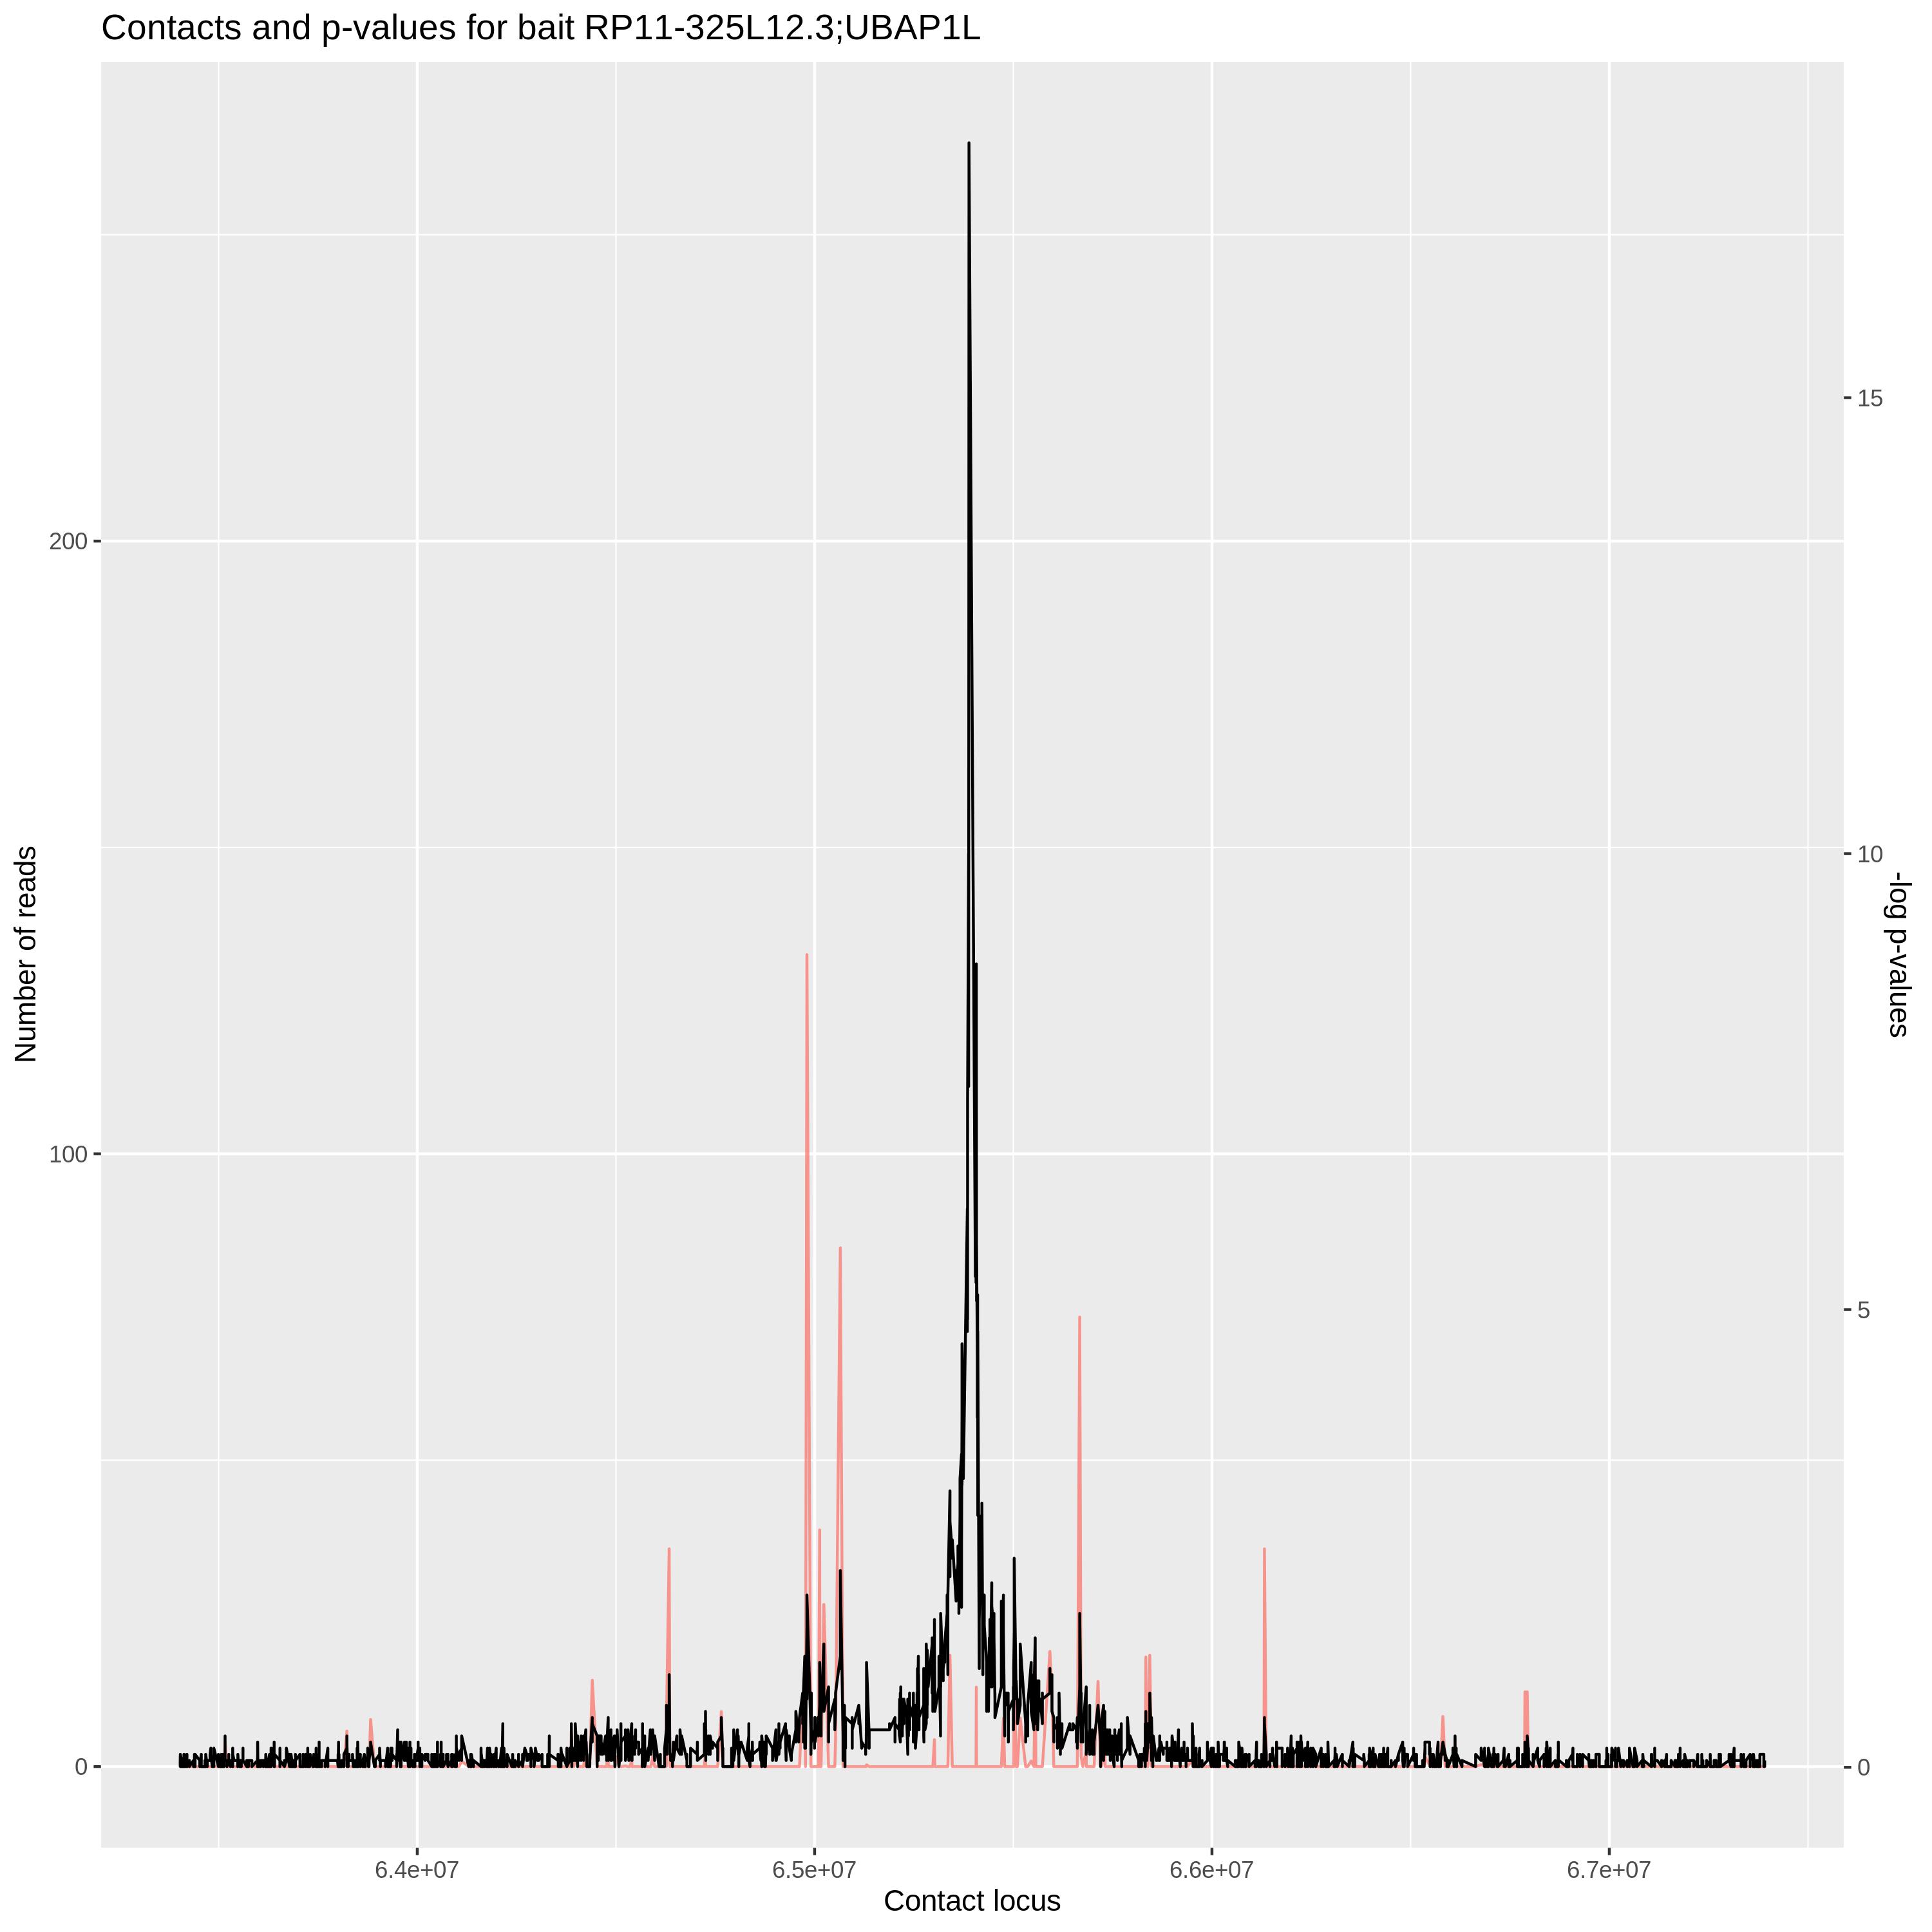 Contacts and p-values for bait RP11-325L12.3;UBAP1L
Number of reads
200
100
0
15
10
5
0
-log p-values
6.4e+07
6.5e+07
6.6e+07
6.7e+07
Contact locus